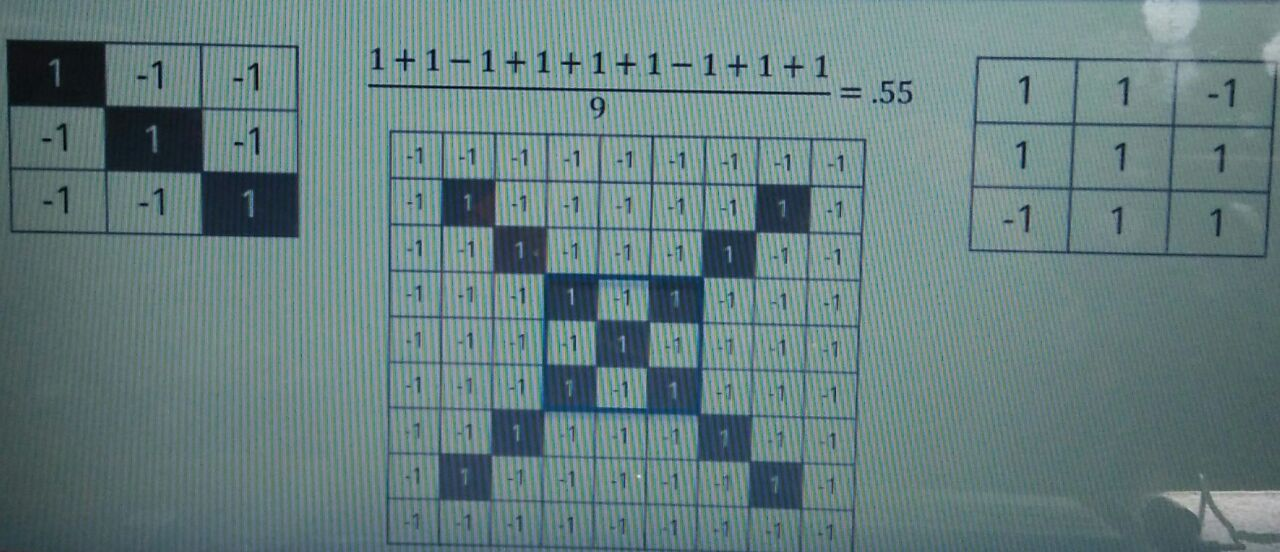 1 -1 -1
-1 1 -1
-1 -1 1
1+1−1+1+1+1−1+1+1
9
= .55
-1 -1 -1 -1 -1 -1 -1 -1 -1
-1 1 -1 -1 -1 -1 -1 1 -1
-1 -1 1 -1 -1 -1 1 -1 -1
-1 -1 -1 1 -1 1 -1 -1 -1
-1 -1 -1 -1 1 -1 -1 -1 -1
-1 -1 -1 1 -1 1 -1 -1 -1
-1 -1 1 -1 -1 -1 1 -1 -1
-1 1 -1 -1 -1 -1 -1 1 -1
-1 -1 -1 -1 -1 -1 -1 -1 -1
1 1 -1
1 1 1
-1 1 1